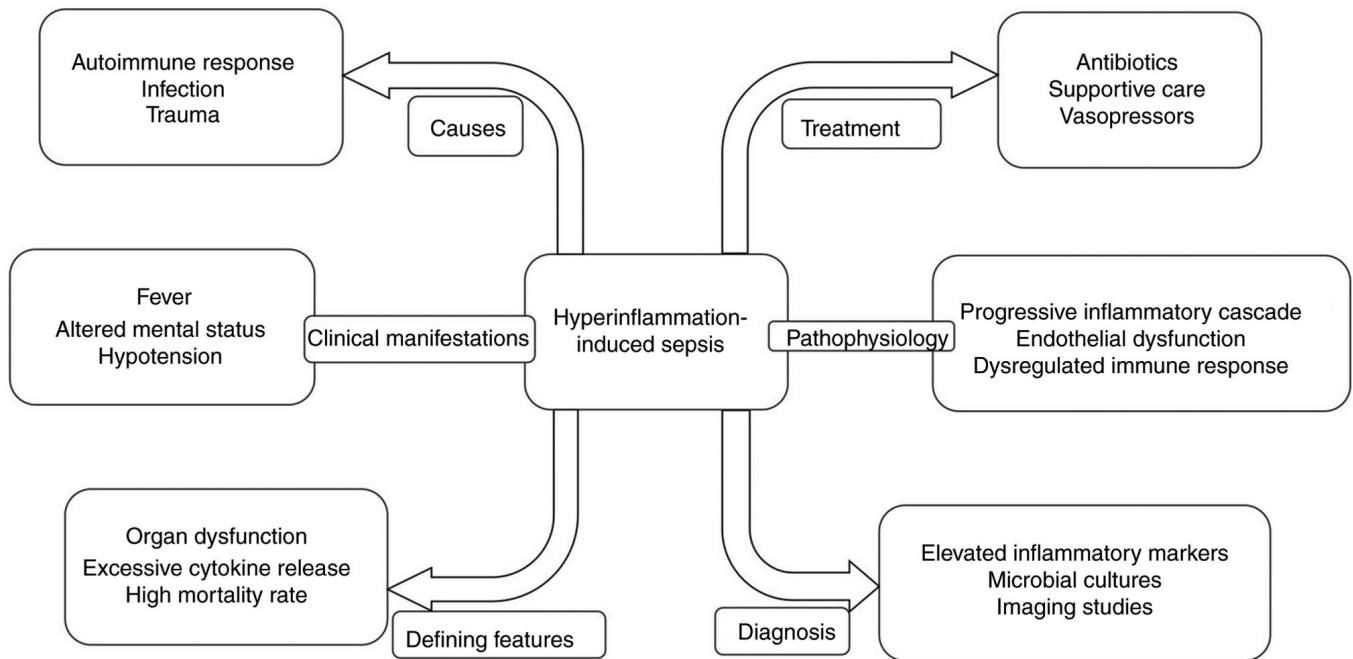 Autoimmune response
Infection
Trauma
Causes
Treatment
Antibiotics
Supportive care
Vasopressors
Fever
Altered mental status
Hypotension
Clinical manifestations
Hyperinflammation-
induced sepsis
Pathophysiology
Progressive inflammatory cascade
Endothelial dysfunction
Dysregulated immune response
Organ dysfunction
Excessive cytokine release
High mortality rate
Defining features
Diagnosis
Elevated inflammatory markers
Microbial cultures
Imaging studies